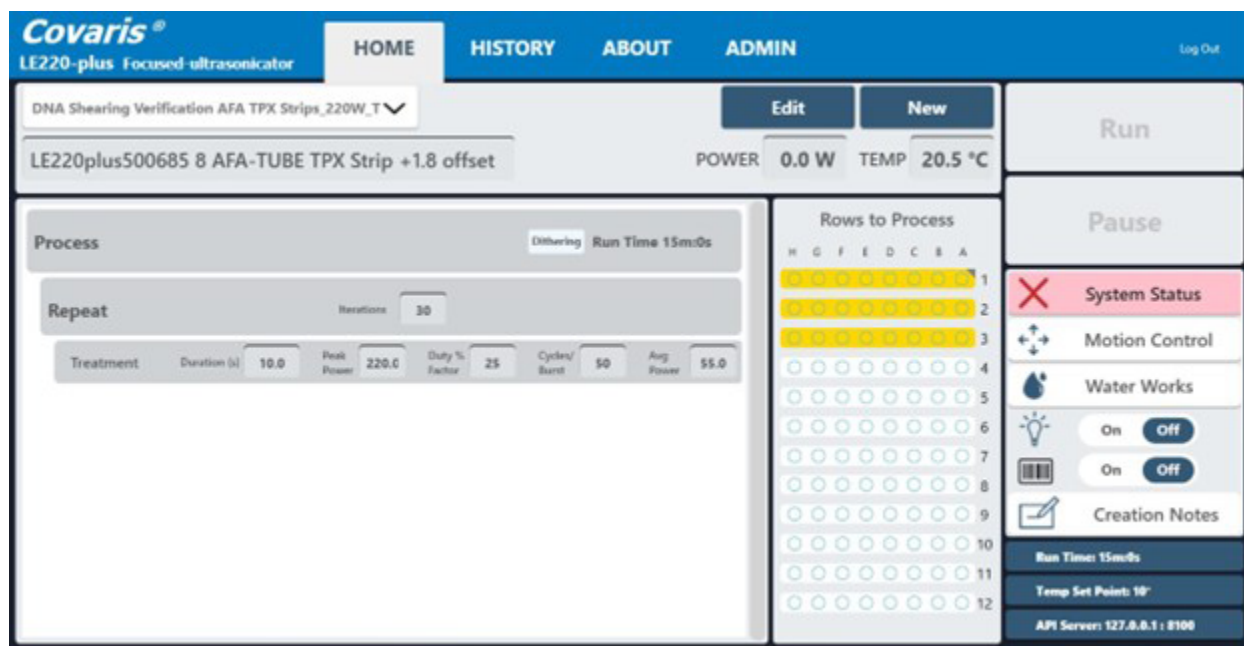 Covaris ®
LE220-plus Focused-ultrasonicator
HOME
HISTORY
ABOUT
ADMIN
Log Out
DNA Shearing Verification AFA TPX Strips_220W_T
Edit
New
LE220plus500685 8 AFA-TUBE TPX Strip +1.8 offset
POWER 0.0 W TEMP 20.5 °C
Run
Pause
Process Dithering Run Time 15m:0s
Repeat Iterations 30
Treatment Duration (s) 10.0 Peak Power 220.0 Duty % Factor 25 Cycles/Burst 50 Avg Power 55.0
Rows to Process
H G F E D C B A
1
2
3
4
5
6
7
8
9
10
11
12
System Status
Motion Control
Water Works
On Off
On Off
Creation Notes
Run Time: 15m:0s
Temp Set Point: 10°
API Server: 127.0.0.1 : 8100